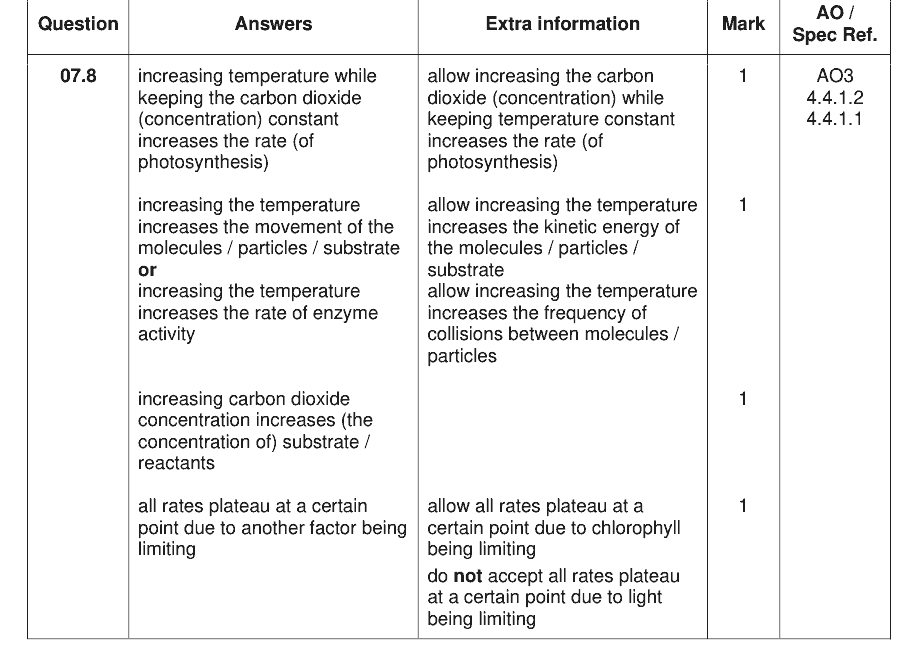 Question Answers Extra information Mark AO /
Spec Ref.
07.8 increasing temperature while allow increasing the carbon 1 AO3
keeping the carbon dioxide dioxide (concentration) while 4.4.1.2
(concentration) constant keeping temperature constant 4.4.1.1
increases the rate (of increases the rate (of
photosynthesis) photosynthesis)
increasing the temperature allow increasing the temperature 1
increases the movement of the increases the kinetic energy of
molecules / particles / substrate the molecules / particles /
or substrate
increasing the temperature allow increasing the temperature
increases the rate of enzyme increases the frequency of
activity collisions between molecules /
particles
increasing carbon dioxide 1
concentration increases (the
concentration of) substrate /
reactants
all rates plateau at a certain allow all rates plateau at a 1
point due to another factor being certain point due to chlorophyll
limiting being limiting
do not accept all rates plateau
at a certain point due to light
being limiting